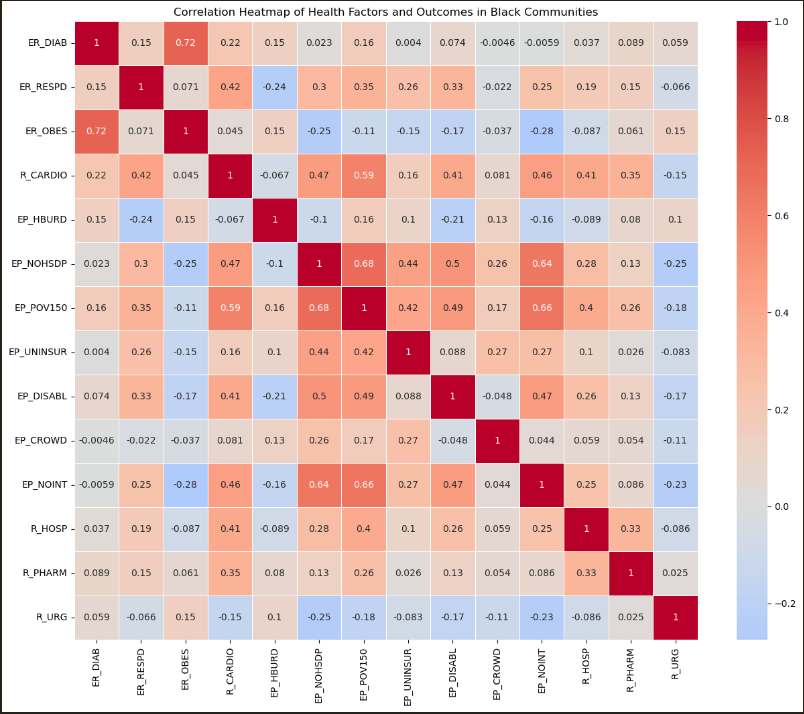 Correlation Heatmap of Health Factors and Outcomes in Black Communities
ER_DIAB 1 0.15 0.72 0.22 0.15 0.023 0.16 0.004 0.074 -0.0046 -0.0059 0.037 0.089 0.059
ER_RESPD 0.15 1 0.071 0.42 -0.24 0.3 0.35 0.26 0.33 -0.022 0.25 0.19 0.15 -0.066
ER_OBES 0.72 0.071 1 0.045 0.15 -0.25 -0.11 -0.15 -0.17 -0.037 -0.28 -0.087 0.061 0.15
R_CARDIO 0.22 0.42 0.045 1 -0.067 0.47 0.59 0.16 0.41 0.081 0.46 0.41 0.35 -0.15
EP_HBURD 0.15 -0.24 0.15 -0.067 1 -0.1 0.16 0.1 -0.21 0.13 -0.16 -0.089 0.08 0.1
EP_NOHSDP 0.023 0.3 -0.25 0.47 -0.1 1 0.68 0.44 0.5 0.26 0.64 0.28 0.13 -0.25
EP_POV150 0.16 0.35 -0.11 0.59 0.16 0.68 1 0.42 0.49 0.17 0.66 0.4 0.26 -0.18
EP_UNINSUR 0.004 0.26 -0.15 0.16 0.1 0.44 0.42 1 0.088 0.27 0.27 0.1 0.026 -0.083
EP_DISABL 0.074 0.33 -0.17 0.41 -0.21 0.5 0.49 0.088 1 -0.048 0.47 0.26 0.13 -0.17
EP_CROWD -0.0046 -0.022 -0.037 0.081 0.13 0.26 0.17 0.27 -0.048 1 0.044 0.059 0.054 -0.11
EP_NOINT -0.0059 0.25 -0.28 0.46 -0.16 0.64 0.66 0.27 0.47 0.044 1 0.25 0.086 -0.23
R_HOSP 0.037 0.19 -0.087 0.41 -0.089 0.28 0.4 0.1 0.26 0.059 0.25 1 0.33 -0.086
R_PHARM 0.089 0.15 0.061 0.35 0.08 0.13 0.26 0.026 0.13 0.054 0.086 0.33 1 0.025
R_URG 0.059 -0.066 0.15 -0.15 0.1 -0.25 -0.18 -0.083 -0.17 -0.11 -0.23 -0.086 0.025 1
ER_DIAB
ER_RESPD
ER_OBES
R_CARDIO
EP_HBURD
EP_NOHSDP
EP_POV150
EP_UNINSUR
EP_DISABL
EP_CROWD
EP_NOINT
R_HOSP
R_PHARM
R_URG
1.0
0.8
0.6
0.4
0.2
0.0
−0.2